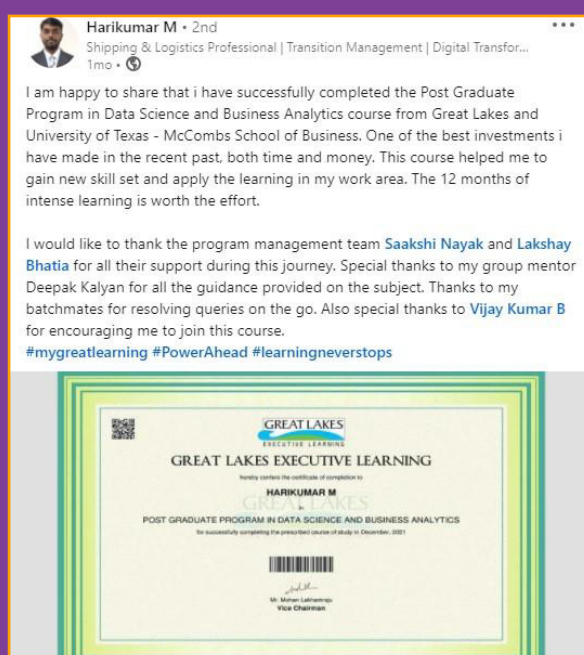 Harikumar M • 2nd
Shipping & Logistics Professional | Transition Management | Digital Transfor...
1mo •
I am happy to share that i have successfully completed the Post Graduate
Program in Data Science and Business Analytics course from Great Lakes and
University of Texas - McCombs School of Business. One of the best investments i
have made in the recent past, both time and money. This course helped me to
gain new skill set and apply the learning in my work area. The 12 months of
intense learning is worth the effort.
I would like to thank the program management team Saakshi Nayak and Lakshay
Bhatia for all their support during this journey. Special thanks to my group mentor
Deepak Kalyan for all the guidance provided on the subject. Thanks to my
batchmates for resolving queries on the go. Also special thanks to Vijay Kumar B
for encouraging me to join this course.
#mygreatlearning #PowerAhead #learningneverstops
GREAT LAKES
EXECUTIVE LEARNING
GREAT LAKES EXECUTIVE LEARNING
hereby confers the certificate of completion to
HARIKUMAR M
GREAT LAKES
in
POST GRADUATE PROGRAM IN DATA SCIENCE AND BUSINESS ANALYTICS
for successfully completing the prescribed course of study in December, 2021
Mr. Mohan Lakhamraju
Vice Chairman